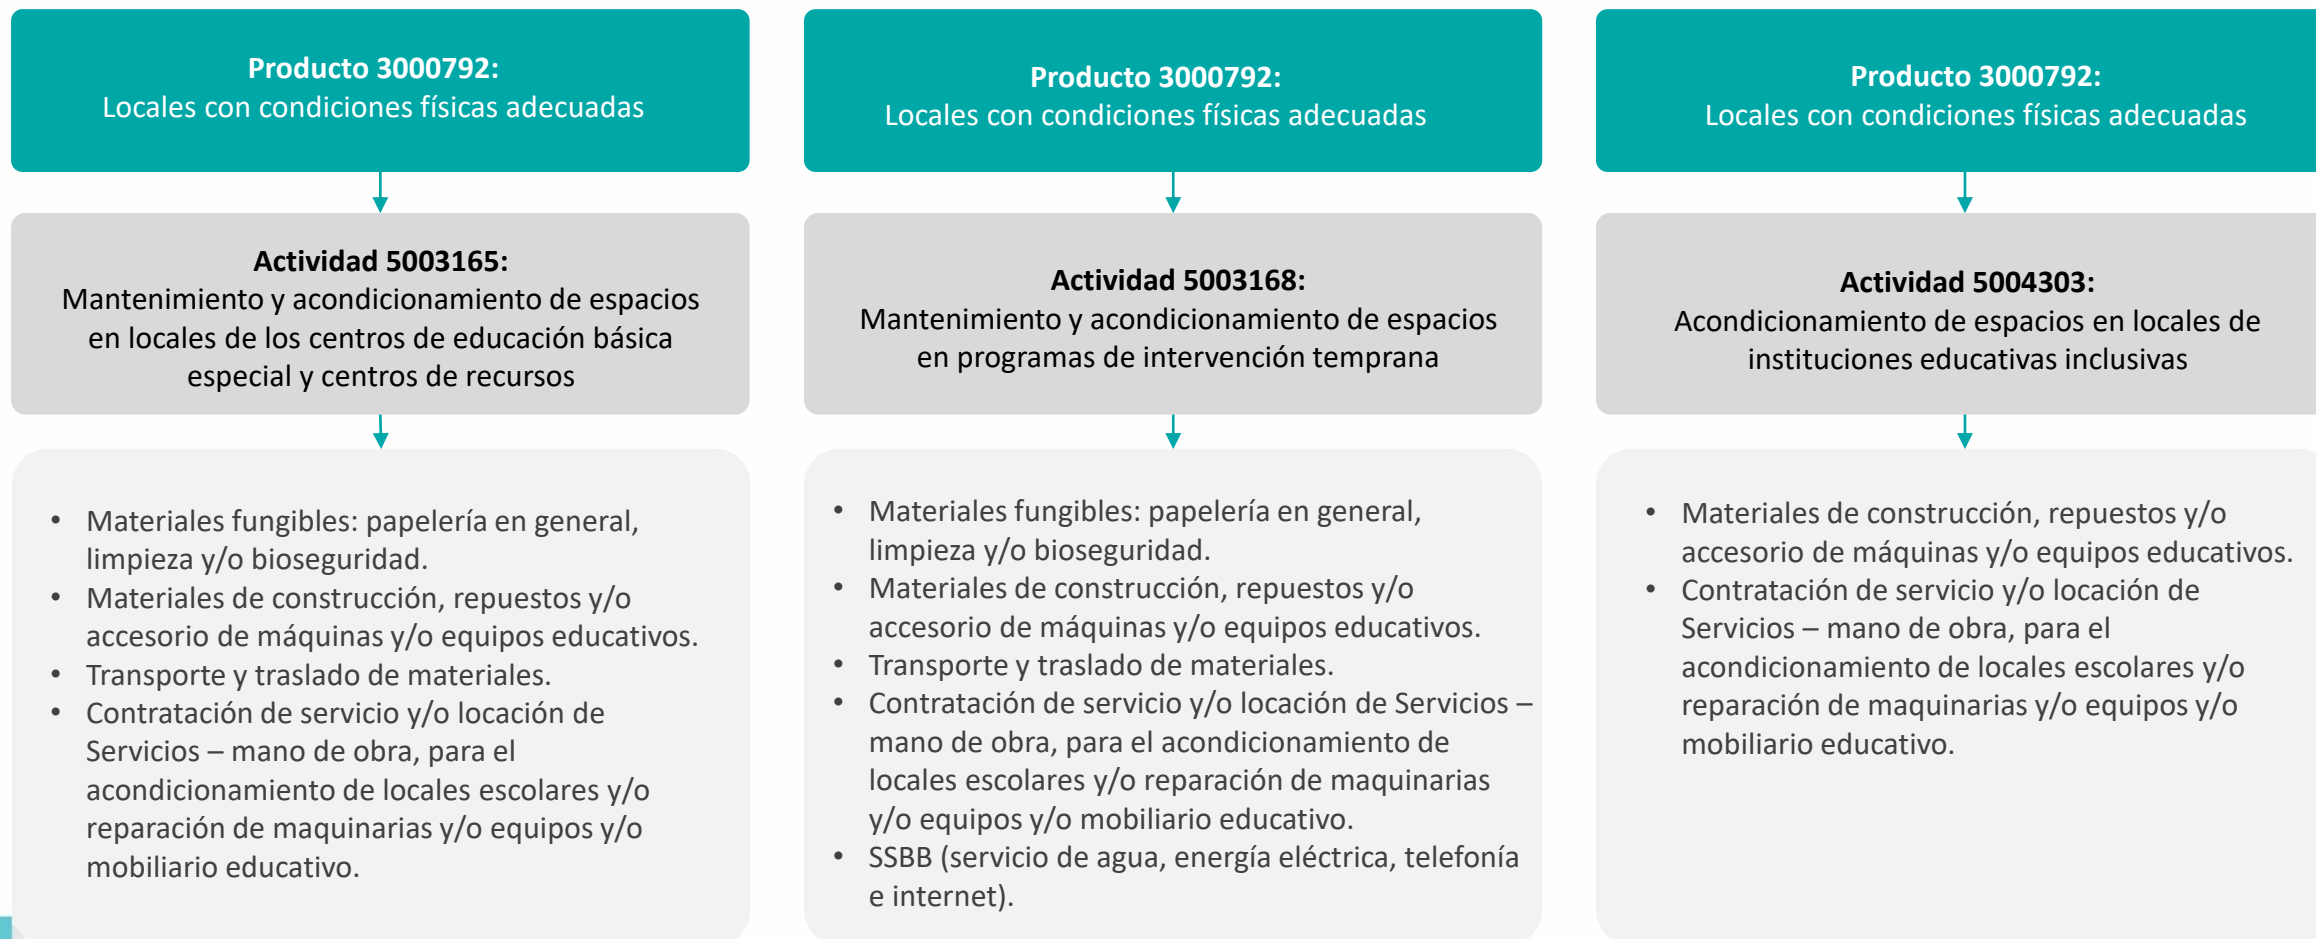 Producto 3000792:
Locales con condiciones físicas adecuadas
Actividad 5003165:
Mantenimiento y acondicionamiento de espacios
en locales de los centros de educación básica
especial y centros de recursos
• Materiales fungibles: papelería en general,
limpieza y/o bioseguridad.
• Materiales de construcción, repuestos y/o
accesorio de máquinas y/o equipos educativos.
• Transporte y traslado de materiales.
• Contratación de servicio y/o locación de
Servicios – mano de obra, para el
acondicionamiento de locales escolares y/o
reparación de maquinarias y/o equipos y/o
mobiliario educativo.
Producto 3000792:
Locales con condiciones físicas adecuadas
Actividad 5003168:
Mantenimiento y acondicionamiento de espacios
en programas de intervención temprana
• Materiales fungibles: papelería en general,
limpieza y/o bioseguridad.
• Materiales de construcción, repuestos y/o
accesorio de máquinas y/o equipos educativos.
• Transporte y traslado de materiales.
• Contratación de servicio y/o locación de Servicios –
mano de obra, para el acondicionamiento de
locales escolares y/o reparación de maquinarias
y/o equipos y/o mobiliario educativo.
• SSBB (servicio de agua, energía eléctrica, telefonía
e internet).
Producto 3000792:
Locales con condiciones físicas adecuadas
Actividad 5004303:
Acondicionamiento de espacios en locales de
instituciones educativas inclusivas
• Materiales de construcción, repuestos y/o
accesorio de máquinas y/o equipos educativos.
• Contratación de servicio y/o locación de
Servicios – mano de obra, para el
acondicionamiento de locales escolares y/o
reparación de maquinarias y/o equipos y/o
mobiliario educativo.